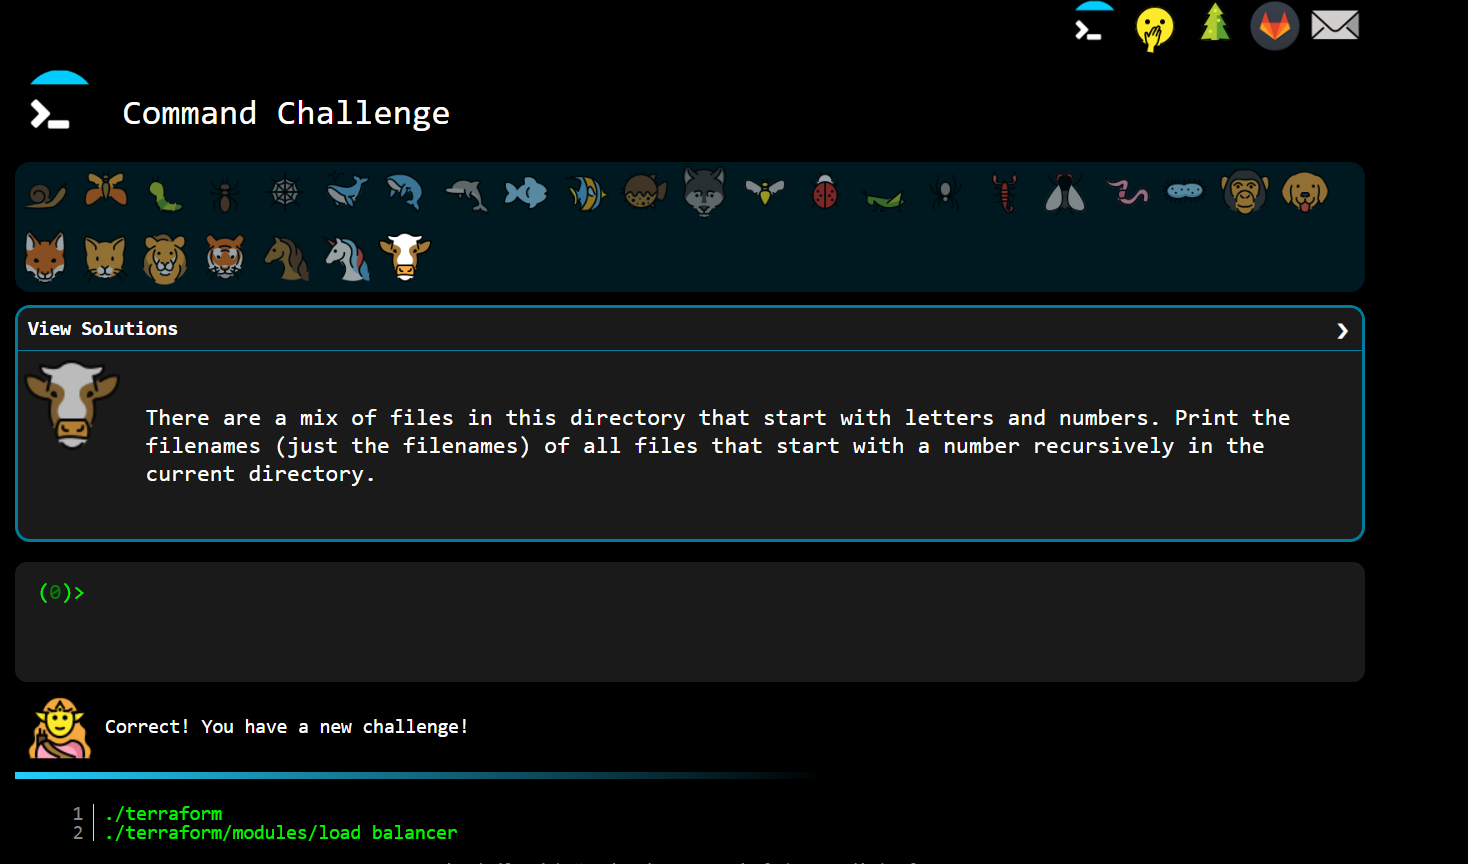 Command Challenge
View Solutions
There are a mix of files in this directory that start with letters and numbers. Print the
filenames (just the filenames) of all files that start with a number recursively in the
current directory.
(0)>
Correct! You have a new challenge!
1 ./terraform
2 ./terraform/modules/load balancer